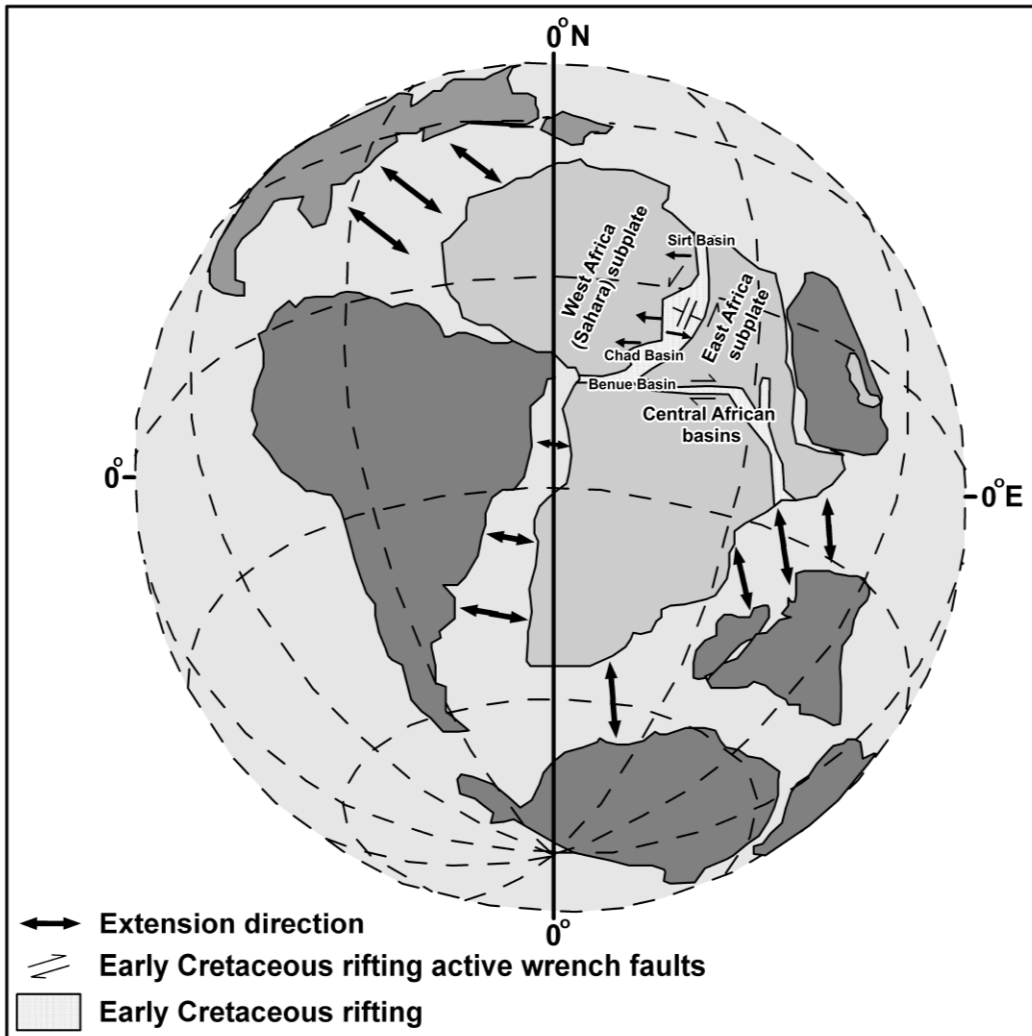 0°N
Sirt Basin
West Africa
(Sahara) subplate
East Africa
subplate
Chad Basin
Benue Basin
Central African
basins
0°
0°E
0°
Extension direction
Early Cretaceous rifting active wrench faults
Early Cretaceous rifting